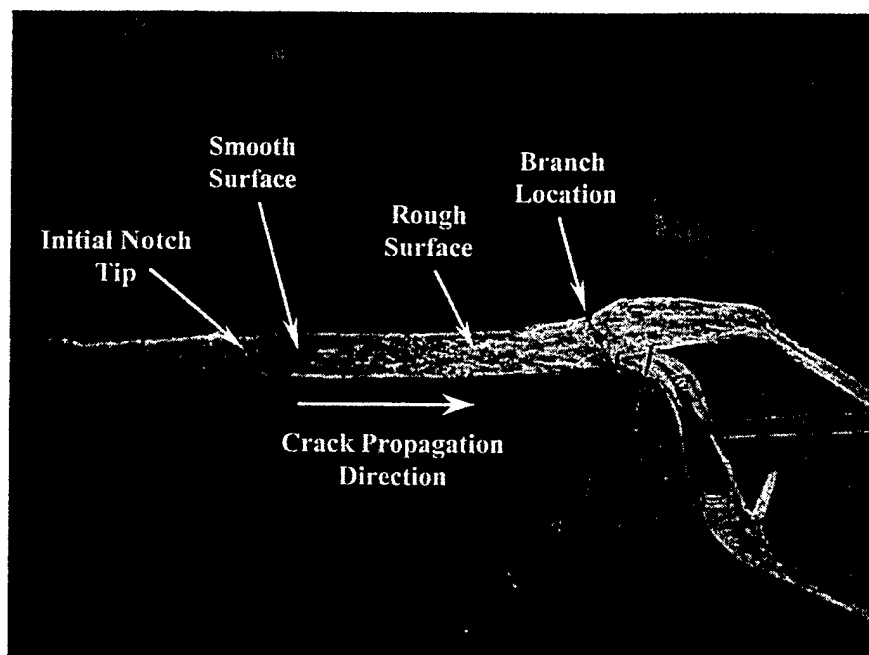 Smooth
Surface
Branch
Location
Rough
Surface
Initial Notch
Tip
Crack Propagation
Direction